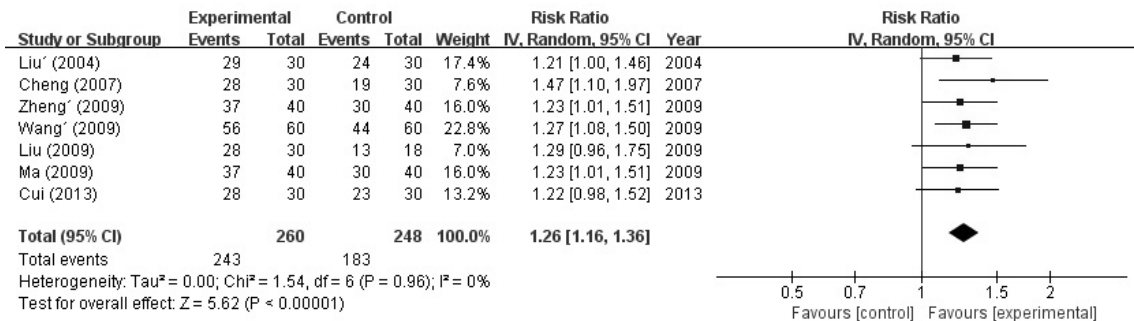 Experimental Control Risk Ratio Risk Ratio
Study or Subgroup Events Total Events Total Weight IV, Random, 95% CI Year IV, Random, 95% CI
Liu´ (2004) 29 30 24 30 17.4% 1.21 [1.00, 1.46] 2004
Cheng (2007) 28 30 19 30 7.6% 1.47 [1.10, 1.97] 2007
Zheng´ (2009) 37 40 30 40 16.0% 1.23 [1.01, 1.51] 2009
Wang´ (2009) 56 60 44 60 22.8% 1.27 [1.08, 1.50] 2009
Liu (2009) 28 30 13 18 7.0% 1.29 [0.96, 1.75] 2009
Ma (2009) 37 40 30 40 16.0% 1.23 [1.01, 1.51] 2009
Cui (2013) 28 30 23 30 13.2% 1.22 [0.98, 1.52] 2013
Total (95% CI) 260 248 100.0% 1.26 [1.16, 1.36]
Total events 243 183
Heterogeneity: Tau² = 0.00; Chi² = 1.54, df = 6 (P = 0.96); I² = 0%
Test for overall effect: Z = 5.62 (P < 0.00001)
0.5 0.7 1 1.5 2
Favours [control] Favours [experimental]